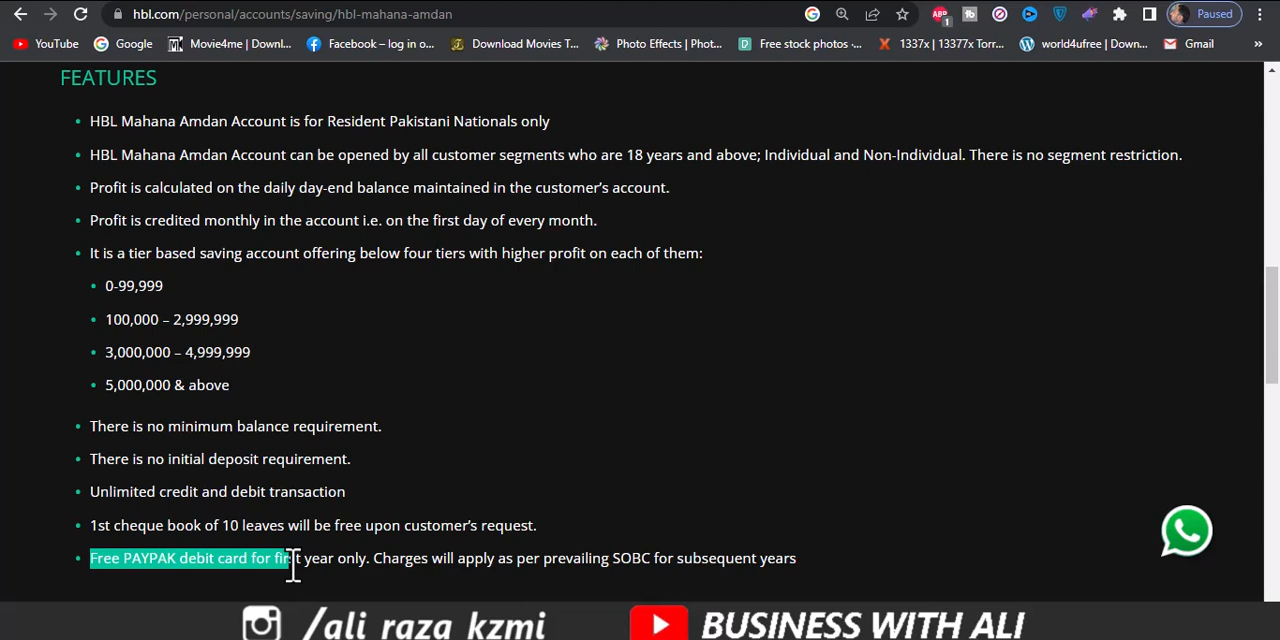 hbl.com/personal/accounts/saving/hbl-mahana-amdan
Paused
YouTube Google Movie4me | Downl... Facebook – log in o... Download Movies T... Photo Effects | Phot... Free stock photos -... 1337x | 13377x Torr... world4ufree | Down... Gmail »
FEATURES
• HBL Mahana Amdan Account is for Resident Pakistani Nationals only
• HBL Mahana Amdan Account can be opened by all customer segments who are 18 years and above; Individual and Non-Individual. There is no segment restriction.
• Profit is calculated on the daily day-end balance maintained in the customer's account.
• Profit is credited monthly in the account i.e. on the first day of every month.
• It is a tier based saving account offering below four tiers with higher profit on each of them:
• 0-99,999
• 100,000 – 2,999,999
• 3,000,000 – 4,999,999
• 5,000,000 & above
• There is no minimum balance requirement.
• There is no initial deposit requirement.
• Unlimited credit and debit transaction
• 1st cheque book of 10 leaves will be free upon customer's request.
• Free PAYPAK debit card for first year only. Charges will apply as per prevailing SOBC for subsequent years
/ali raza kzmi BUSINESS WITH ALI